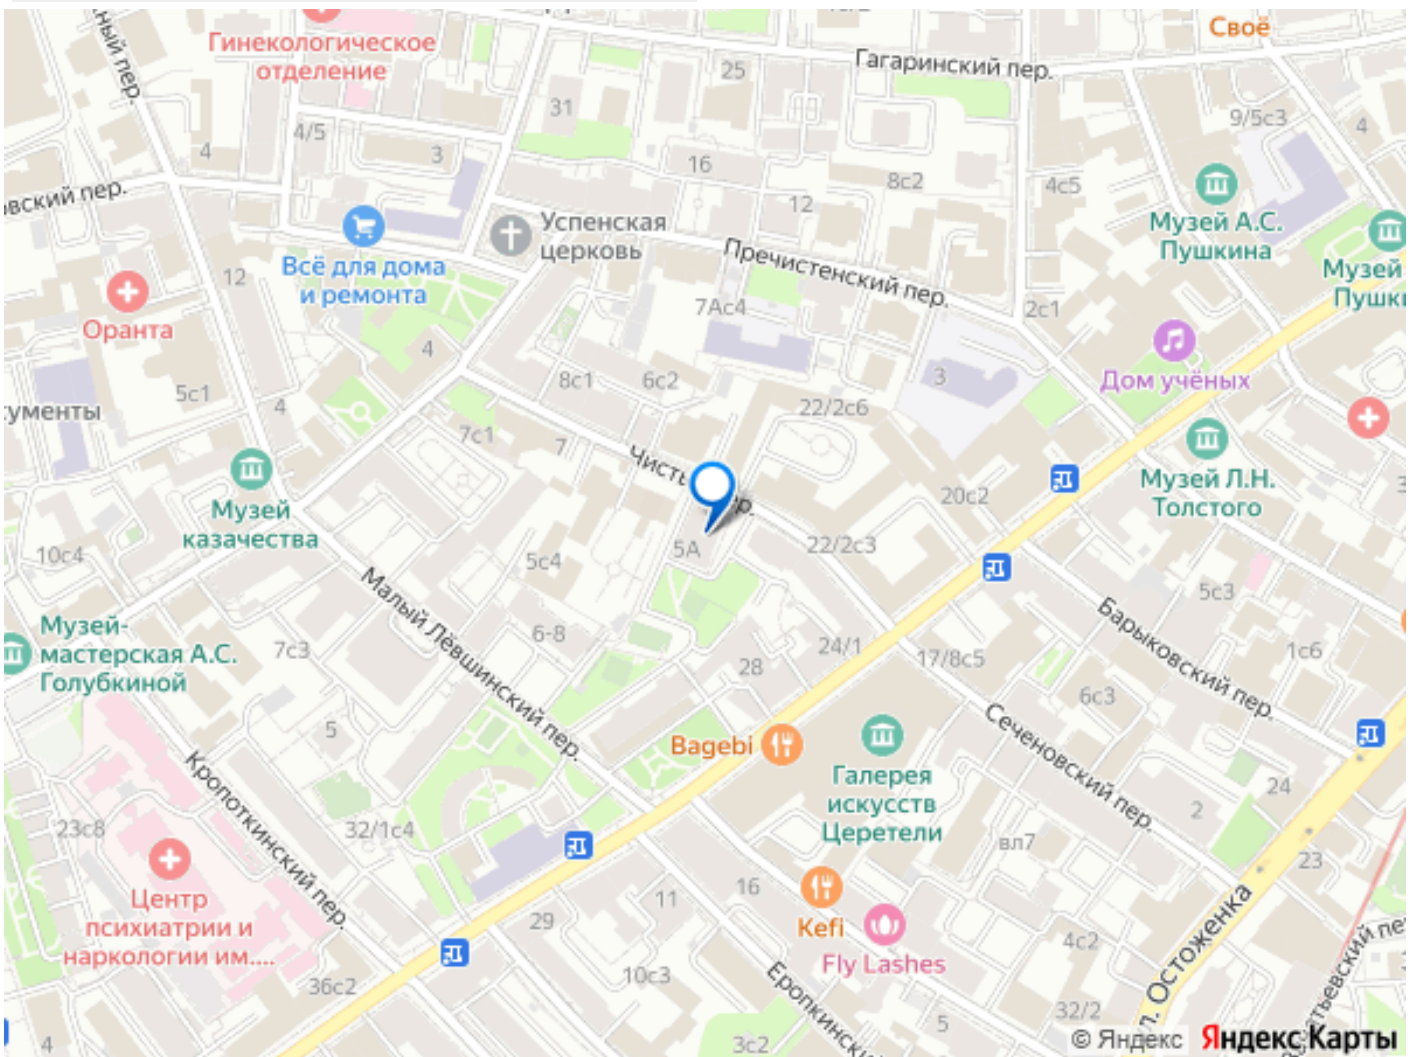 Гинекологическое
отделение
Своё
Гагаринский пер.
25
31
9/5с3
4
4/5
3
4
16
8с2
4с5
12
Музей А.С.
Пушкина
Успенская
церковь
Всё для дома
и ремонта
Пречистенский пер.
Музей
12
Оранта
7Ас4
2с1
4
Дом учёных
3
8с1
6с2
5с1
4
22/2с6
7с1
7
Музей
казачества
20с2
Музей Л.Н.
Толстого
10с4
5А
22/2с3
5с4
Малый Лёвшинский пер.
Барыковский пер.
5с3
Музей-
мастерская А.С.
Голубкиной
7с3
6-8
24/1
17/8с5
1с6
28
6с3
Сеченовский пер.
5
Bagebi
Галерея
искусств
Церетели
Кропоткинский пер.
24
2
23с8
32/1с4
вл7
23
Центр
психиатрии и
наркологии им....
16
11
29
Kefi
Fly Lashes
4с2
Остоженка
10с3
36с2
32/2
5
3с2
4
© Яндекс Яндекс Карты